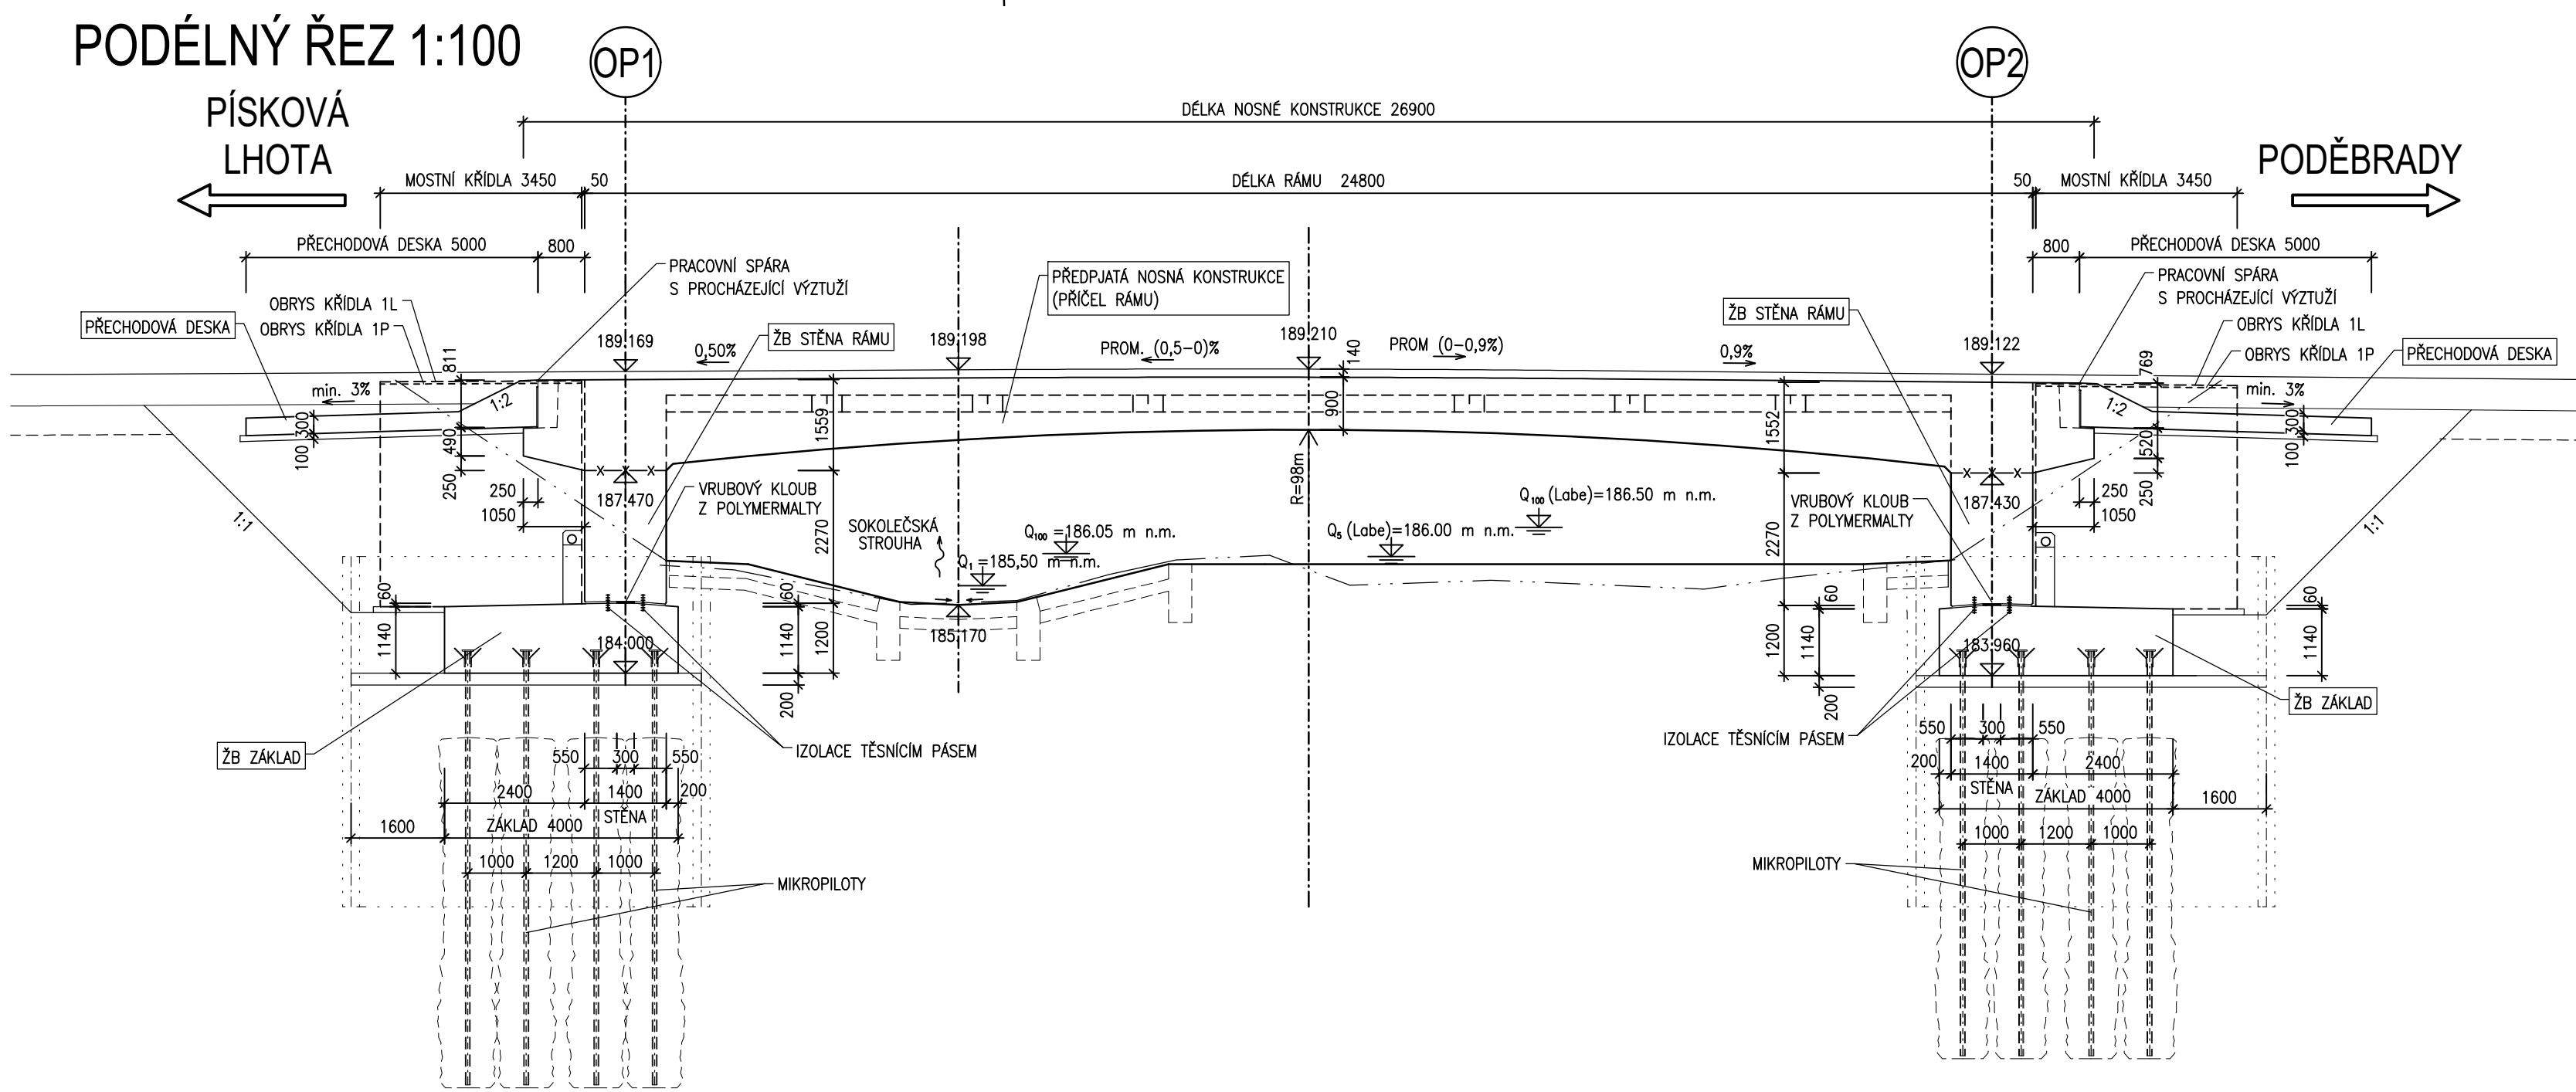 PODÉLNÝ ŘEZ 1:100
OP1
OP2
PÍSKOVÁ
LHOTA
PODĚBRADY
DÉLKA NOSNÉ KONSTRUKCE 26900
MOSTNÍ KŘÍDLA 3450
50
DÉLKA RÁMU 24800
50
MOSTNÍ KŘÍDLA 3450
PŘECHODOVÁ DESKA 5000
800
800
PŘECHODOVÁ DESKA 5000
PRACOVNÍ SPÁRA
S PROCHÁZEJÍCÍ VÝZTUŽÍ
PŘEDPJATÁ NOSNÁ KONSTRUKCE
(PŘÍČEL RÁMU)
PRACOVNÍ SPÁRA
S PROCHÁZEJÍCÍ VÝZTUŽÍ
OBRYS KŘÍDLA 1L
OBRYS KŘÍDLA 1P
PŘECHODOVÁ DESKA
ŽB STĚNA RÁMU
ŽB STĚNA RÁMU
OBRYS KŘÍDLA 1L
OBRYS KŘÍDLA 1P
PŘECHODOVÁ DESKA
189.169
0,50%
189.198
PROM. (0,5-0)%
189.210
140
PROM (0-0,9%)
0,9%
189.122
811
769
min. 3%
1:2
1:2
min. 3%
300
100
490
250
1559
900
1552
520
250
300
100
250
1050
187.470
VRUBOVÝ KLOUB
Z POLYMERMALTY
R=98m
187.430
VRUBOVÝ KLOUB
Z POLYMERMALTY
250
1050
1:1
1:1
2270
2270
SOKOLEČSKÁ
STROUHA
Q100 =186.05 m n.m.
Q1 =185,50 m n.m.
Q5 (Labe)=186.00 m n.m.
Q100 (Labe)=186.50 m n.m.
185.170
60
1140
60
1140
1200
200
184.000
183.960
60
1200
1140
200
60
1140
ŽB ZÁKLAD
IZOLACE TĚSNÍCÍM PÁSEM
IZOLACE TĚSNÍCÍM PÁSEM
ŽB ZÁKLAD
550
300
550
2400
1400
200
STĚNA
1600
ZÁKLAD 4000
1000
1200
1000
MIKROPILOTY
550
300
550
200
1400
2400
STĚNA
ZÁKLAD 4000
1600
1000
1200
1000
MIKROPILOTY